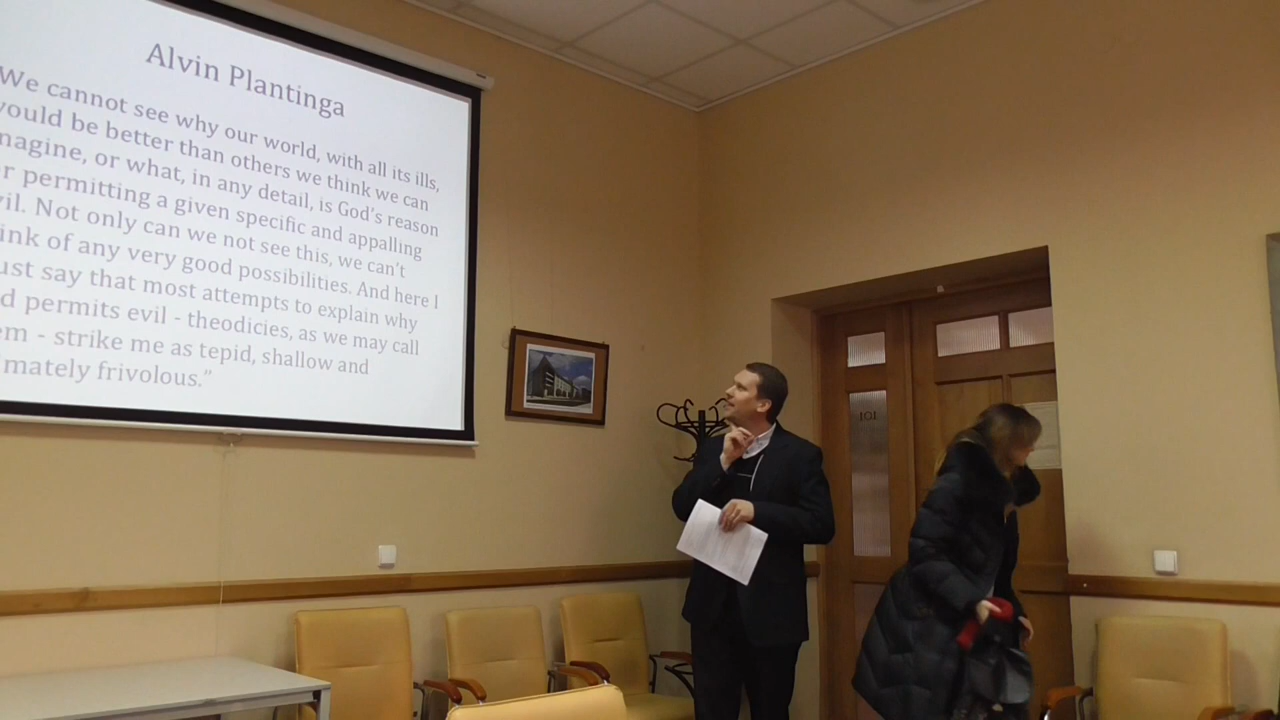 Alvin Plantinga
We cannot see why our world, with all its ills,
would be better than others we think we can
magine, or what, in any detail, is God's reason
r permitting a given specific and appalling
vil. Not only can we not see this, we can't
ink of any very good possibilities. And here I
ust say that most attempts to explain why
d permits evil - theodicies, as we may call
em - strike me as tepid, shallow and
mately frivolous."
101